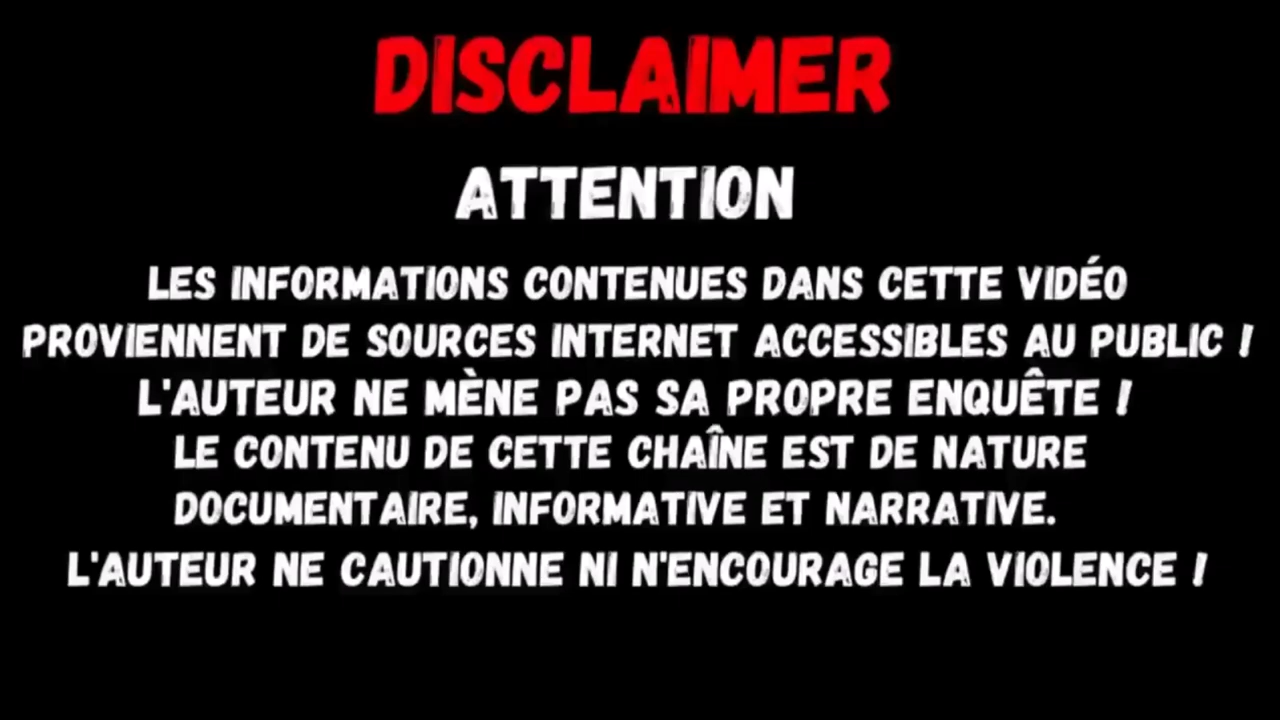 DISCLAIMER
ATTENTION
LES INFORMATIONS CONTENUES DANS CETTE VIDÉO
PROVIENNENT DE SOURCES INTERNET ACCESSIBLES AU PUBLIC !
L'AUTEUR NE MÈNE PAS SA PROPRE ENQUÊTE !
LE CONTENU DE CETTE CHAÎNE EST DE NATURE
DOCUMENTAIRE, INFORMATIVE ET NARRATIVE.
L'AUTEUR NE CAUTIONNE NI N'ENCOURAGE LA VIOLENCE !